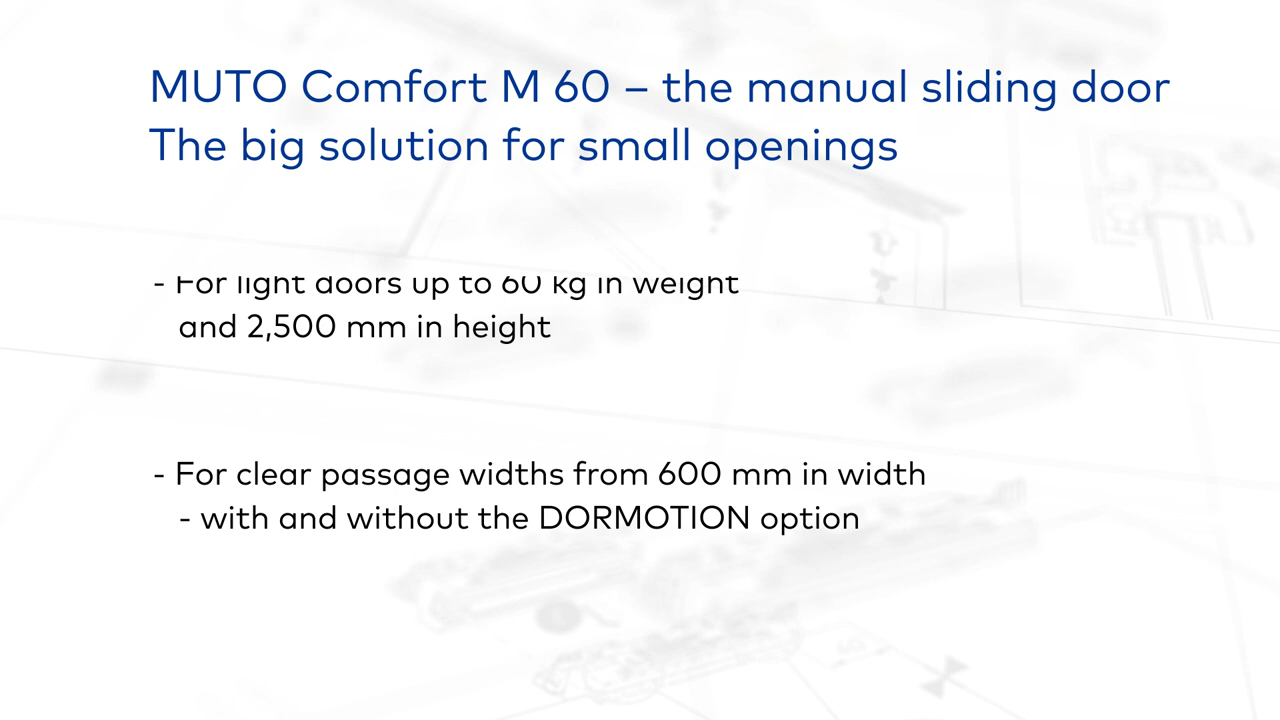 MUTO Comfort M 60 – the manual sliding door
The big solution for small openings
- For light doors up to 60 kg in weight
and 2,500 mm in height
- For clear passage widths from 600 mm in width
- with and without the DORMOTION option